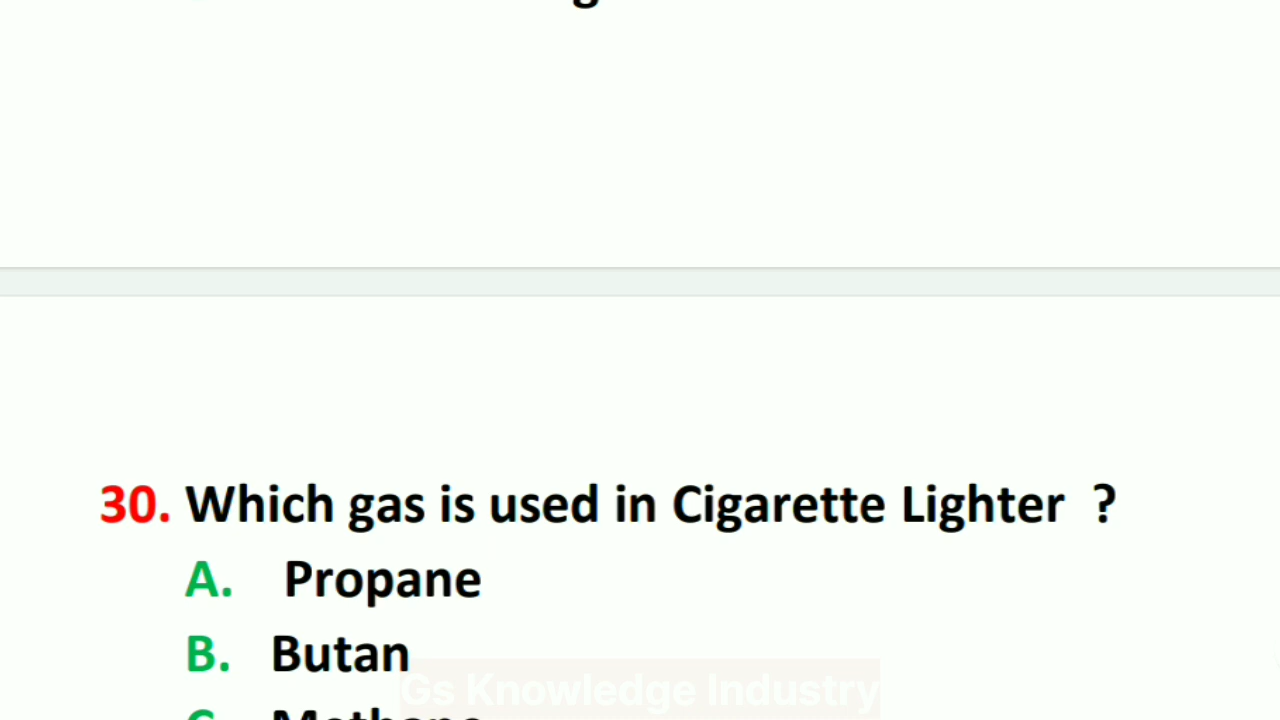 30. Which gas is used in Cigarette Lighter ?
A. Propane
B. Butan
Gs Knowledge Industry